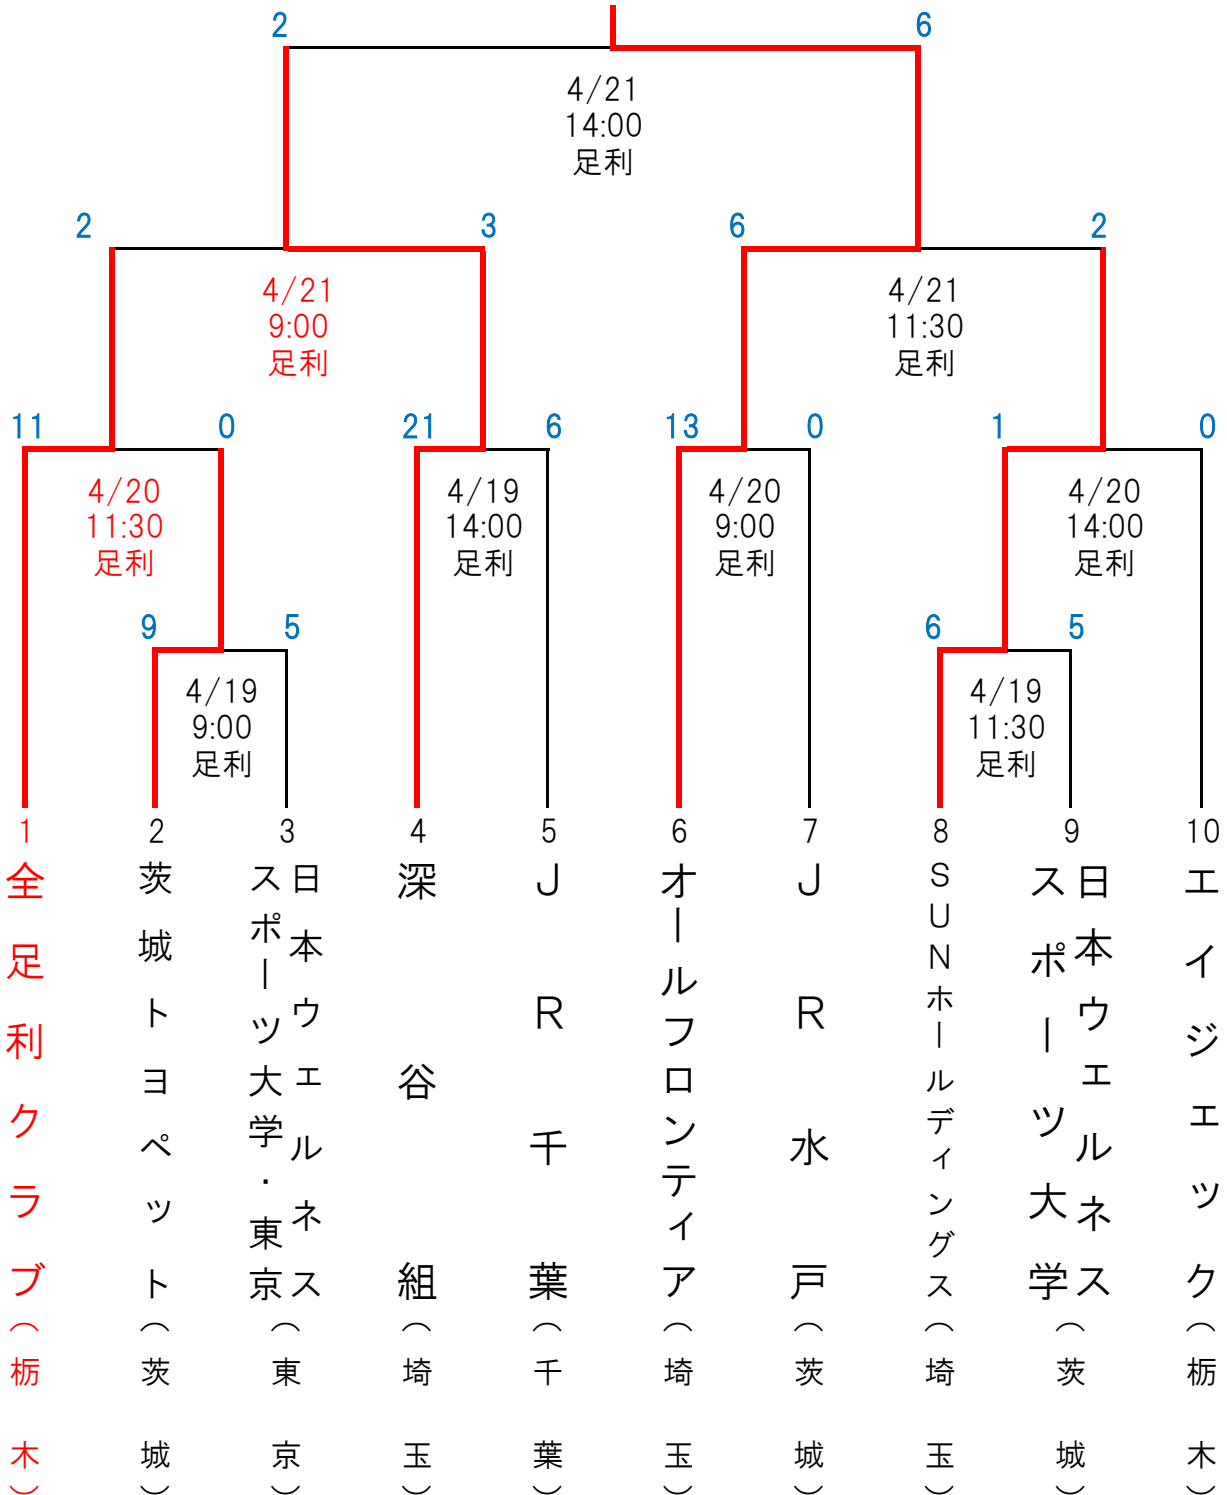 2
6
4/21
14:00
足利
2
3
6
2
4/21
9:00
足利
4/21
11:30
足利
11
0
21
6
13
0
1
0
4/20
11:30
足利
4/19
14:00
足利
4/20
9:00
足利
4/20
14:00
足利
9
5
6
5
4/19
9:00
足利
4/19
11:30
足利
1
全足利クラブ(栃木)
2
茨城トヨペット(茨城)
3
日本ウェルネス
スポーツ大学・東京
(東京)
4
深谷組(埼玉)
5
JR千葉(千葉)
6
オールフロンティア(埼玉)
7
JR水戸(茨城)
8
SUNホールディングス(埼玉)
9
日本ウェルネス
スポーツ大学
(茨城)
10
エイジェック(栃木)